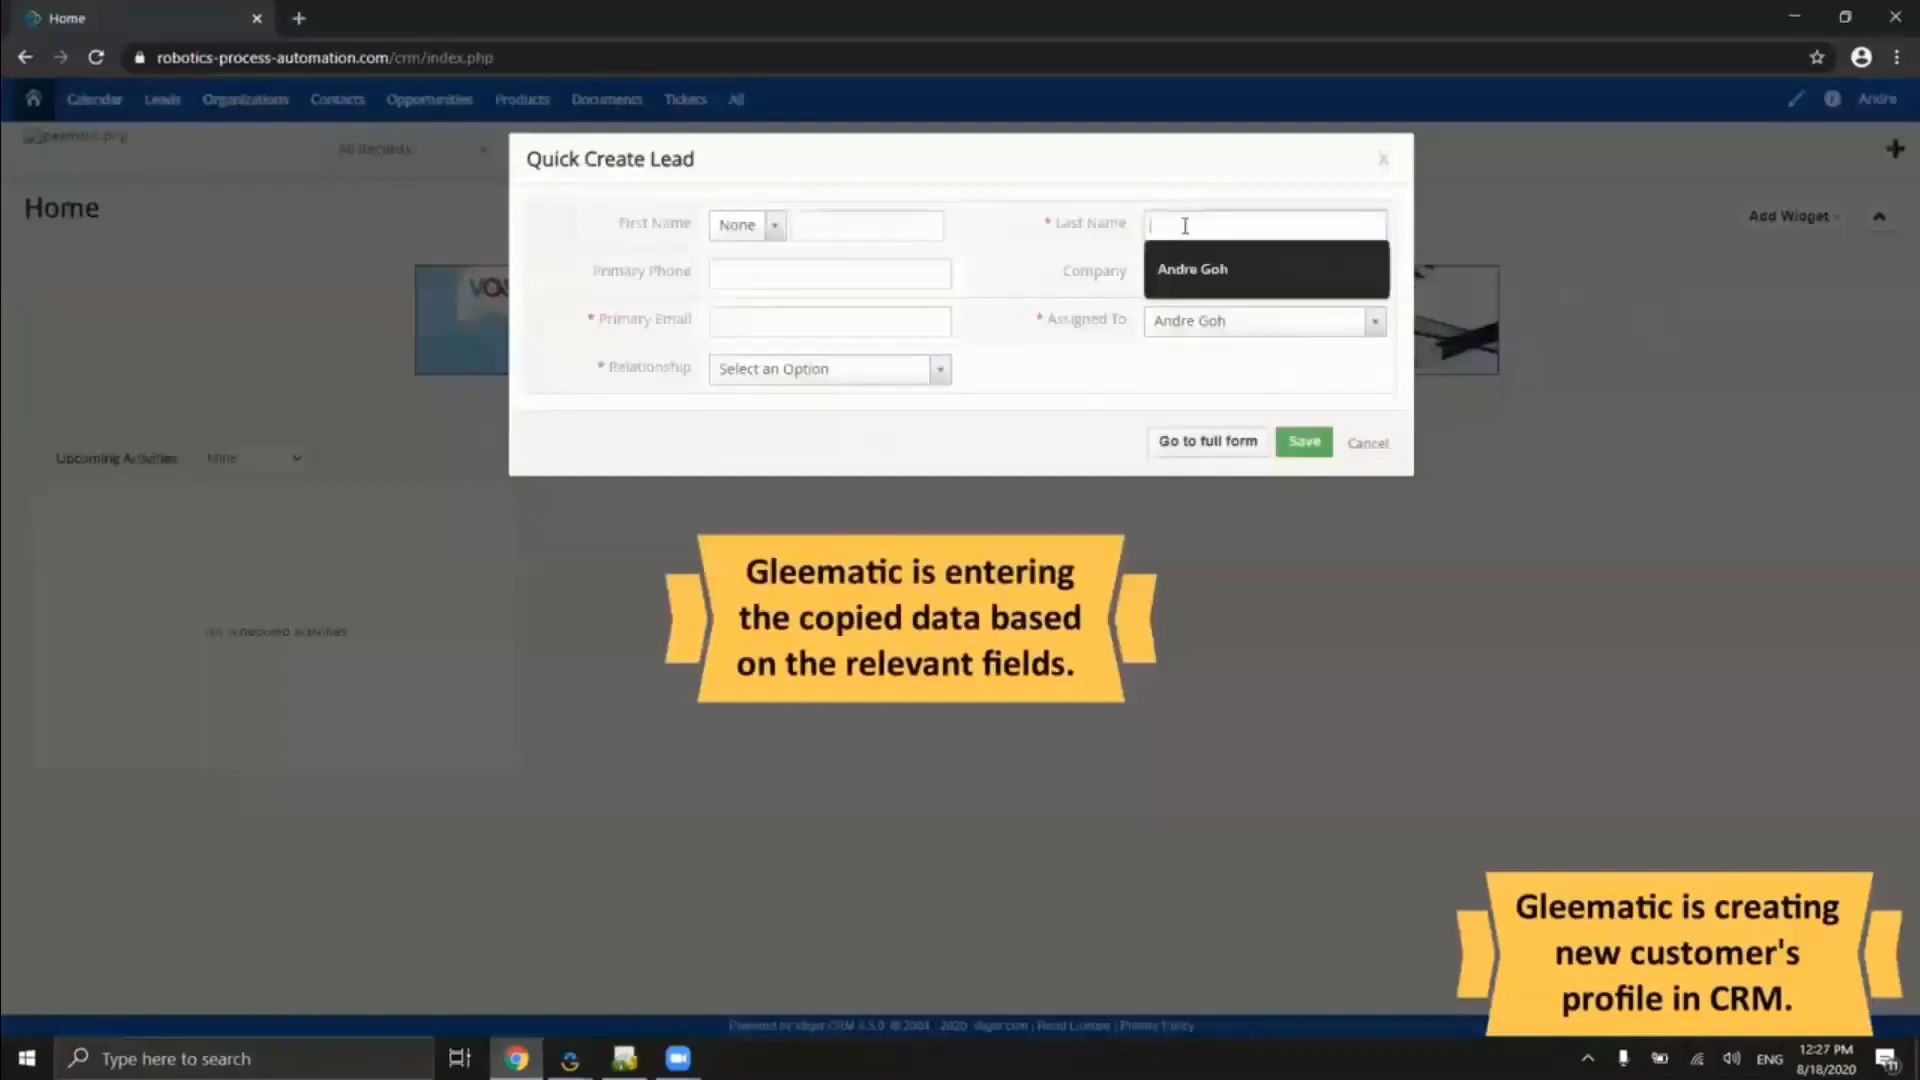 Home
robotics-process-automation.com/crm/index.php
Calendar Leads Organizations Contacts Opportunities Products Documents Tickets All Andre
All Records
Quick Create Lead x
Home
Add Widget
First Name None * Last Name
Primary Phone Company
Andre Goh
* Primary Email * Assigned To Andre Goh
* Relationship Select an Option
Go to full form Save Cancel
Upcoming Activities Mine
Gleematic is entering
the copied data based
on the relevant fields.
Gleematic is creating
new customer's
profile in CRM.
Powered by vtiger CRM 6.5.0 © 2004 - 2020 vtiger.com | Read License | Privacy Policy
Type here to search
ENG
12:27 PM
8/18/2020